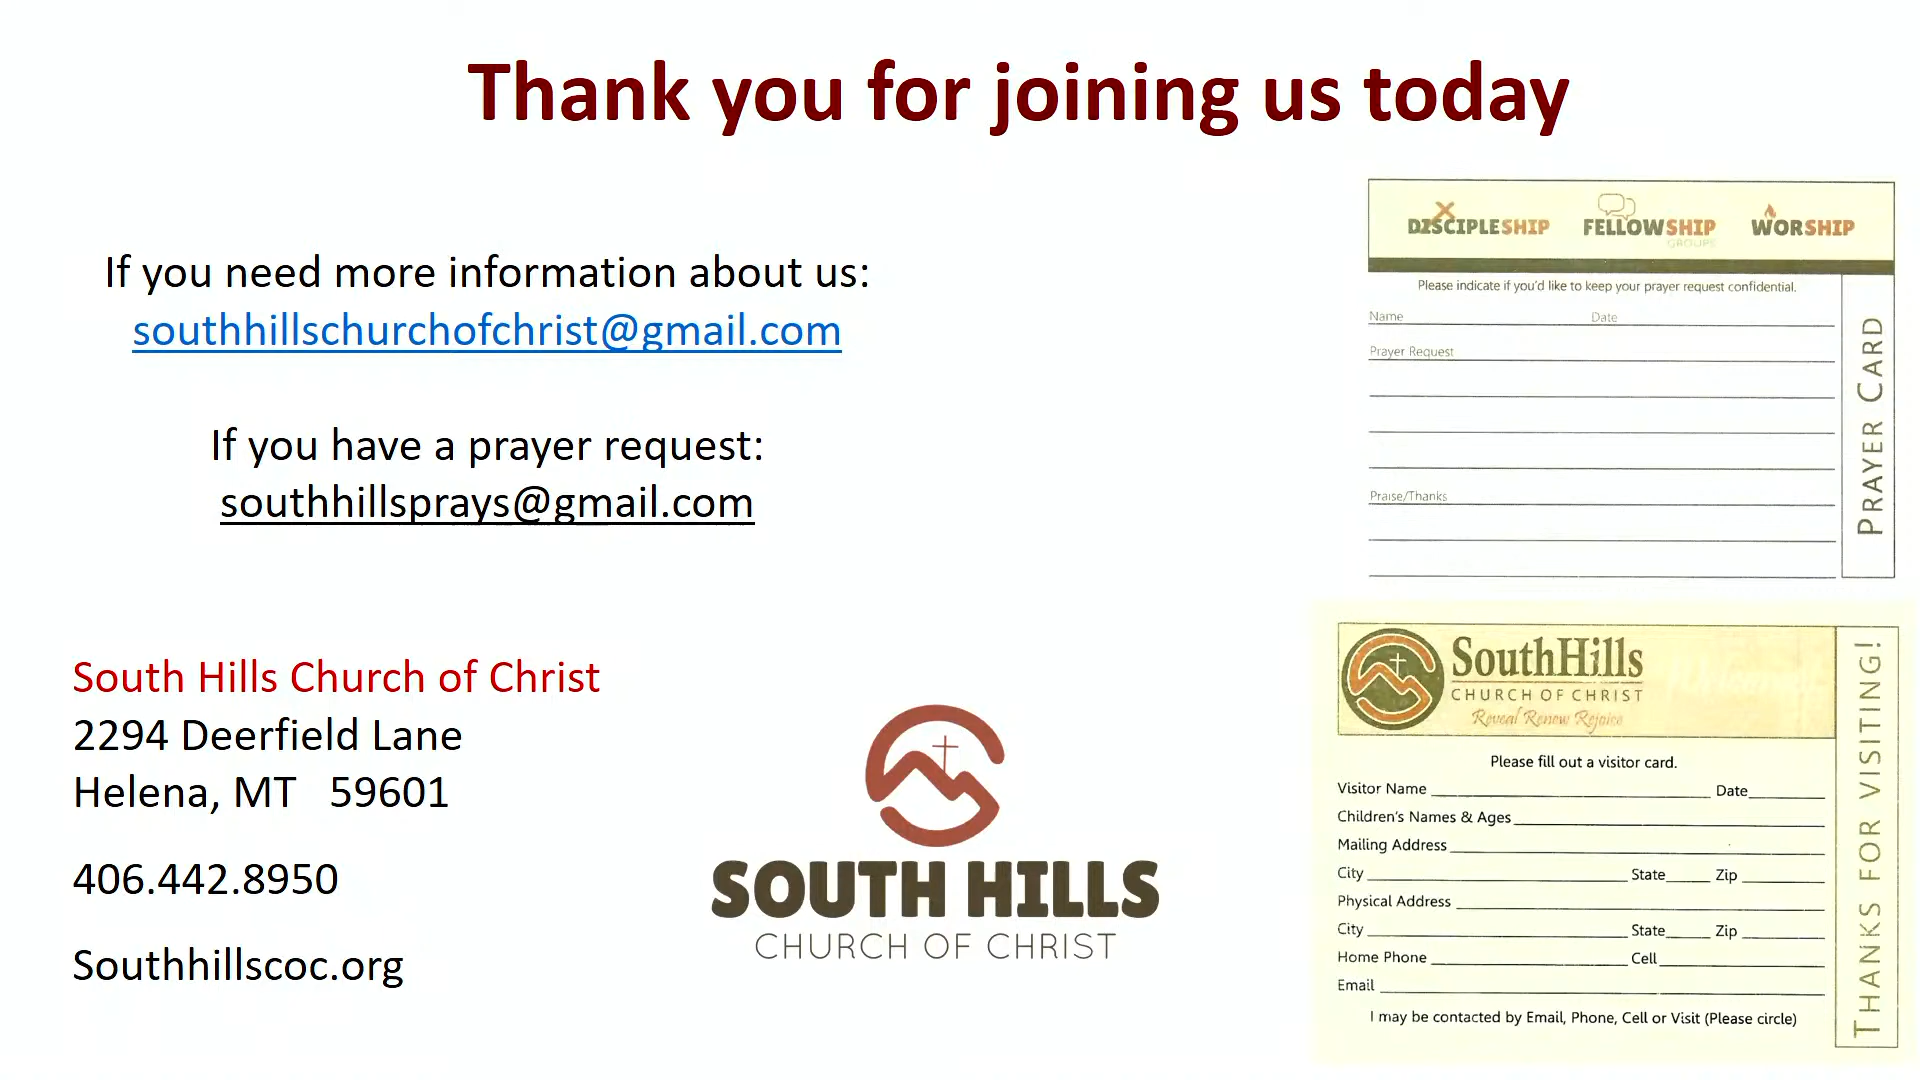 Thank you for joining us today
If you need more information about us:
southhillschurchofchrist@gmail.com
If you have a prayer request:
southhillsprays@gmail.com
South Hills Church of Christ
2294 Deerfield Lane
Helena, MT 59601
406.442.8950
Southhillscoc.org
SOUTH HILLS
CHURCH OF CHRIST
DISCIPLESHIP FELLOWSHIP WORSHIP
GROUPS
Please indicate if you'd like to keep your prayer request confidential.
Name Date
Prayer Request
Praise/Thanks
PRAYER CARD
SouthHills
CHURCH OF CHRIST
Reveal Renew Rejoice
Please fill out a visitor card.
Visitor Name Date
Children's Names & Ages
Mailing Address
City State Zip
Physical Address
City State Zip
Home Phone Cell
Email
I may be contacted by Email, Phone, Cell or Visit (Please circle)
THANKS FOR VISITING!